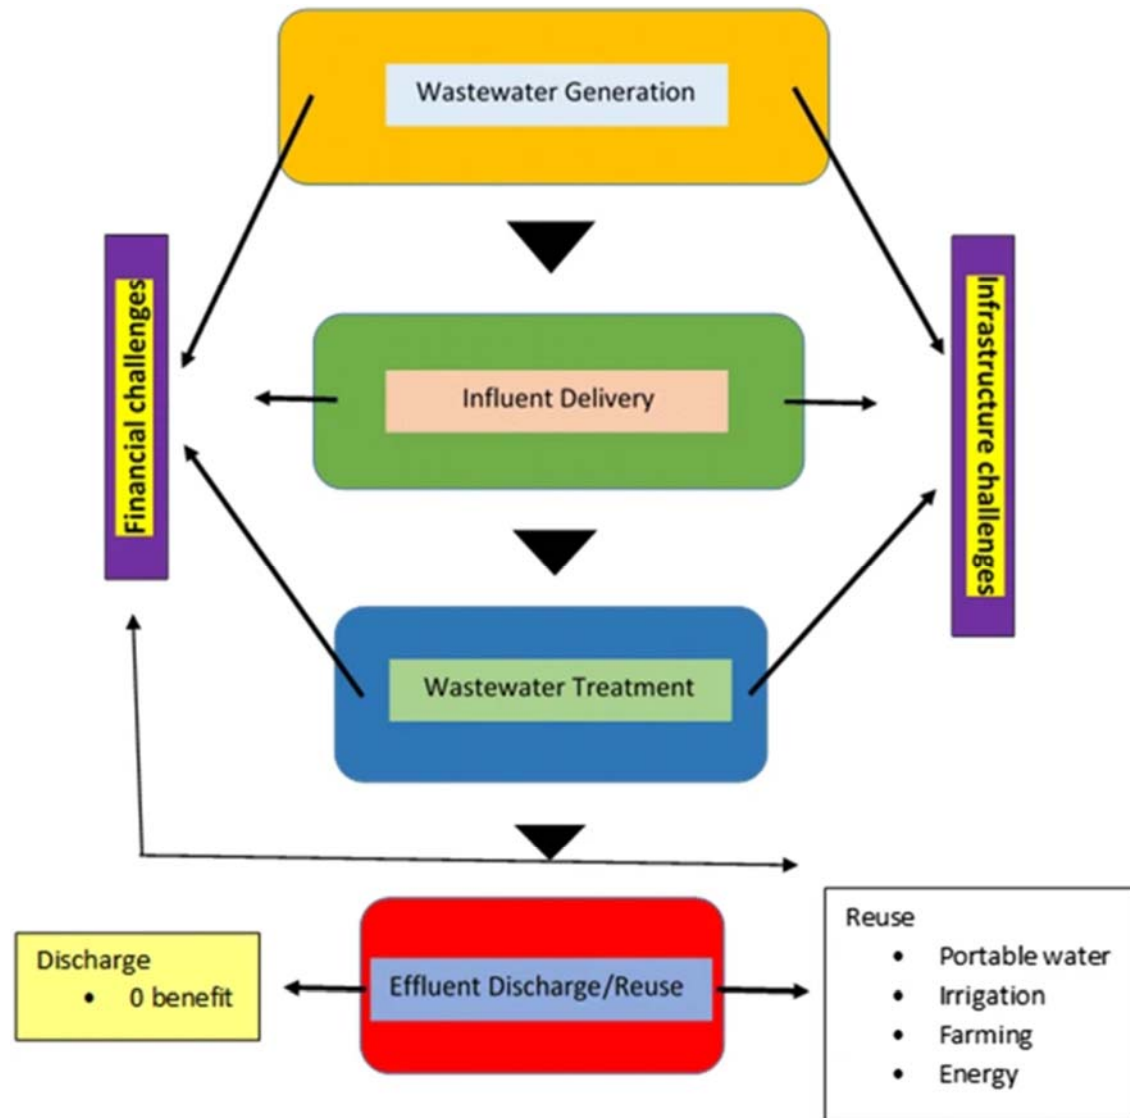 Wastewater Generation
Financial challenges
Infrastructure challenges
Influent Delivery
Wastewater Treatment
Effluent Discharge/Reuse
Discharge
• 0 benefit
Reuse
• Portable water
• Irrigation
• Farming
• Energy